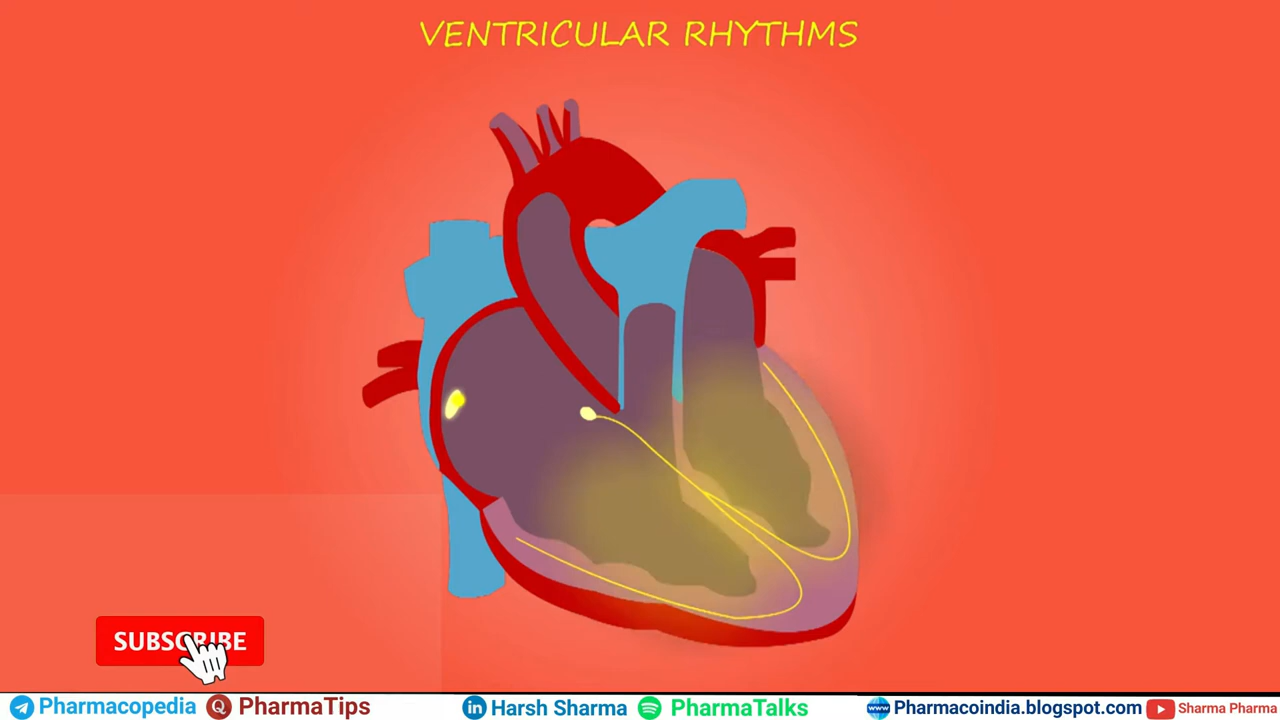 VENTRICULAR RHYTHMS
SUBSCRIBE
Pharmacopedia PharmaTips Harsh Sharma PharmaTalks Pharmacoindia.blogspot.com Sharma Pharma